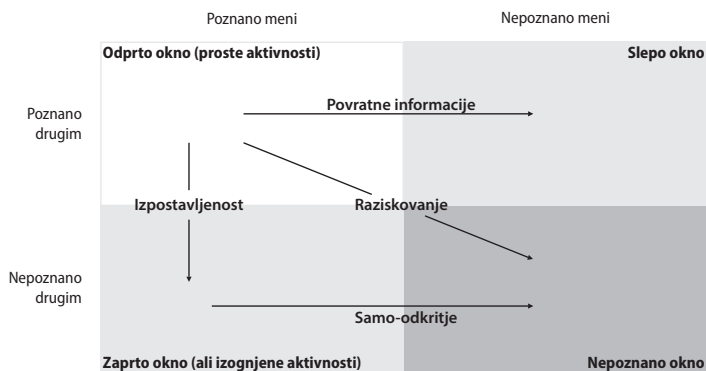 Poznano meni
Nepoznano meni
Odprto okno (proste aktivnosti)
Slepo okno
Poznano
drugim
Povratne informacije
Izpostavljenost
Raziskovanje
Nepoznano
drugim
Samo-odkritje
Zaprto okno (ali izognjene aktivnosti)
Nepoznano okno